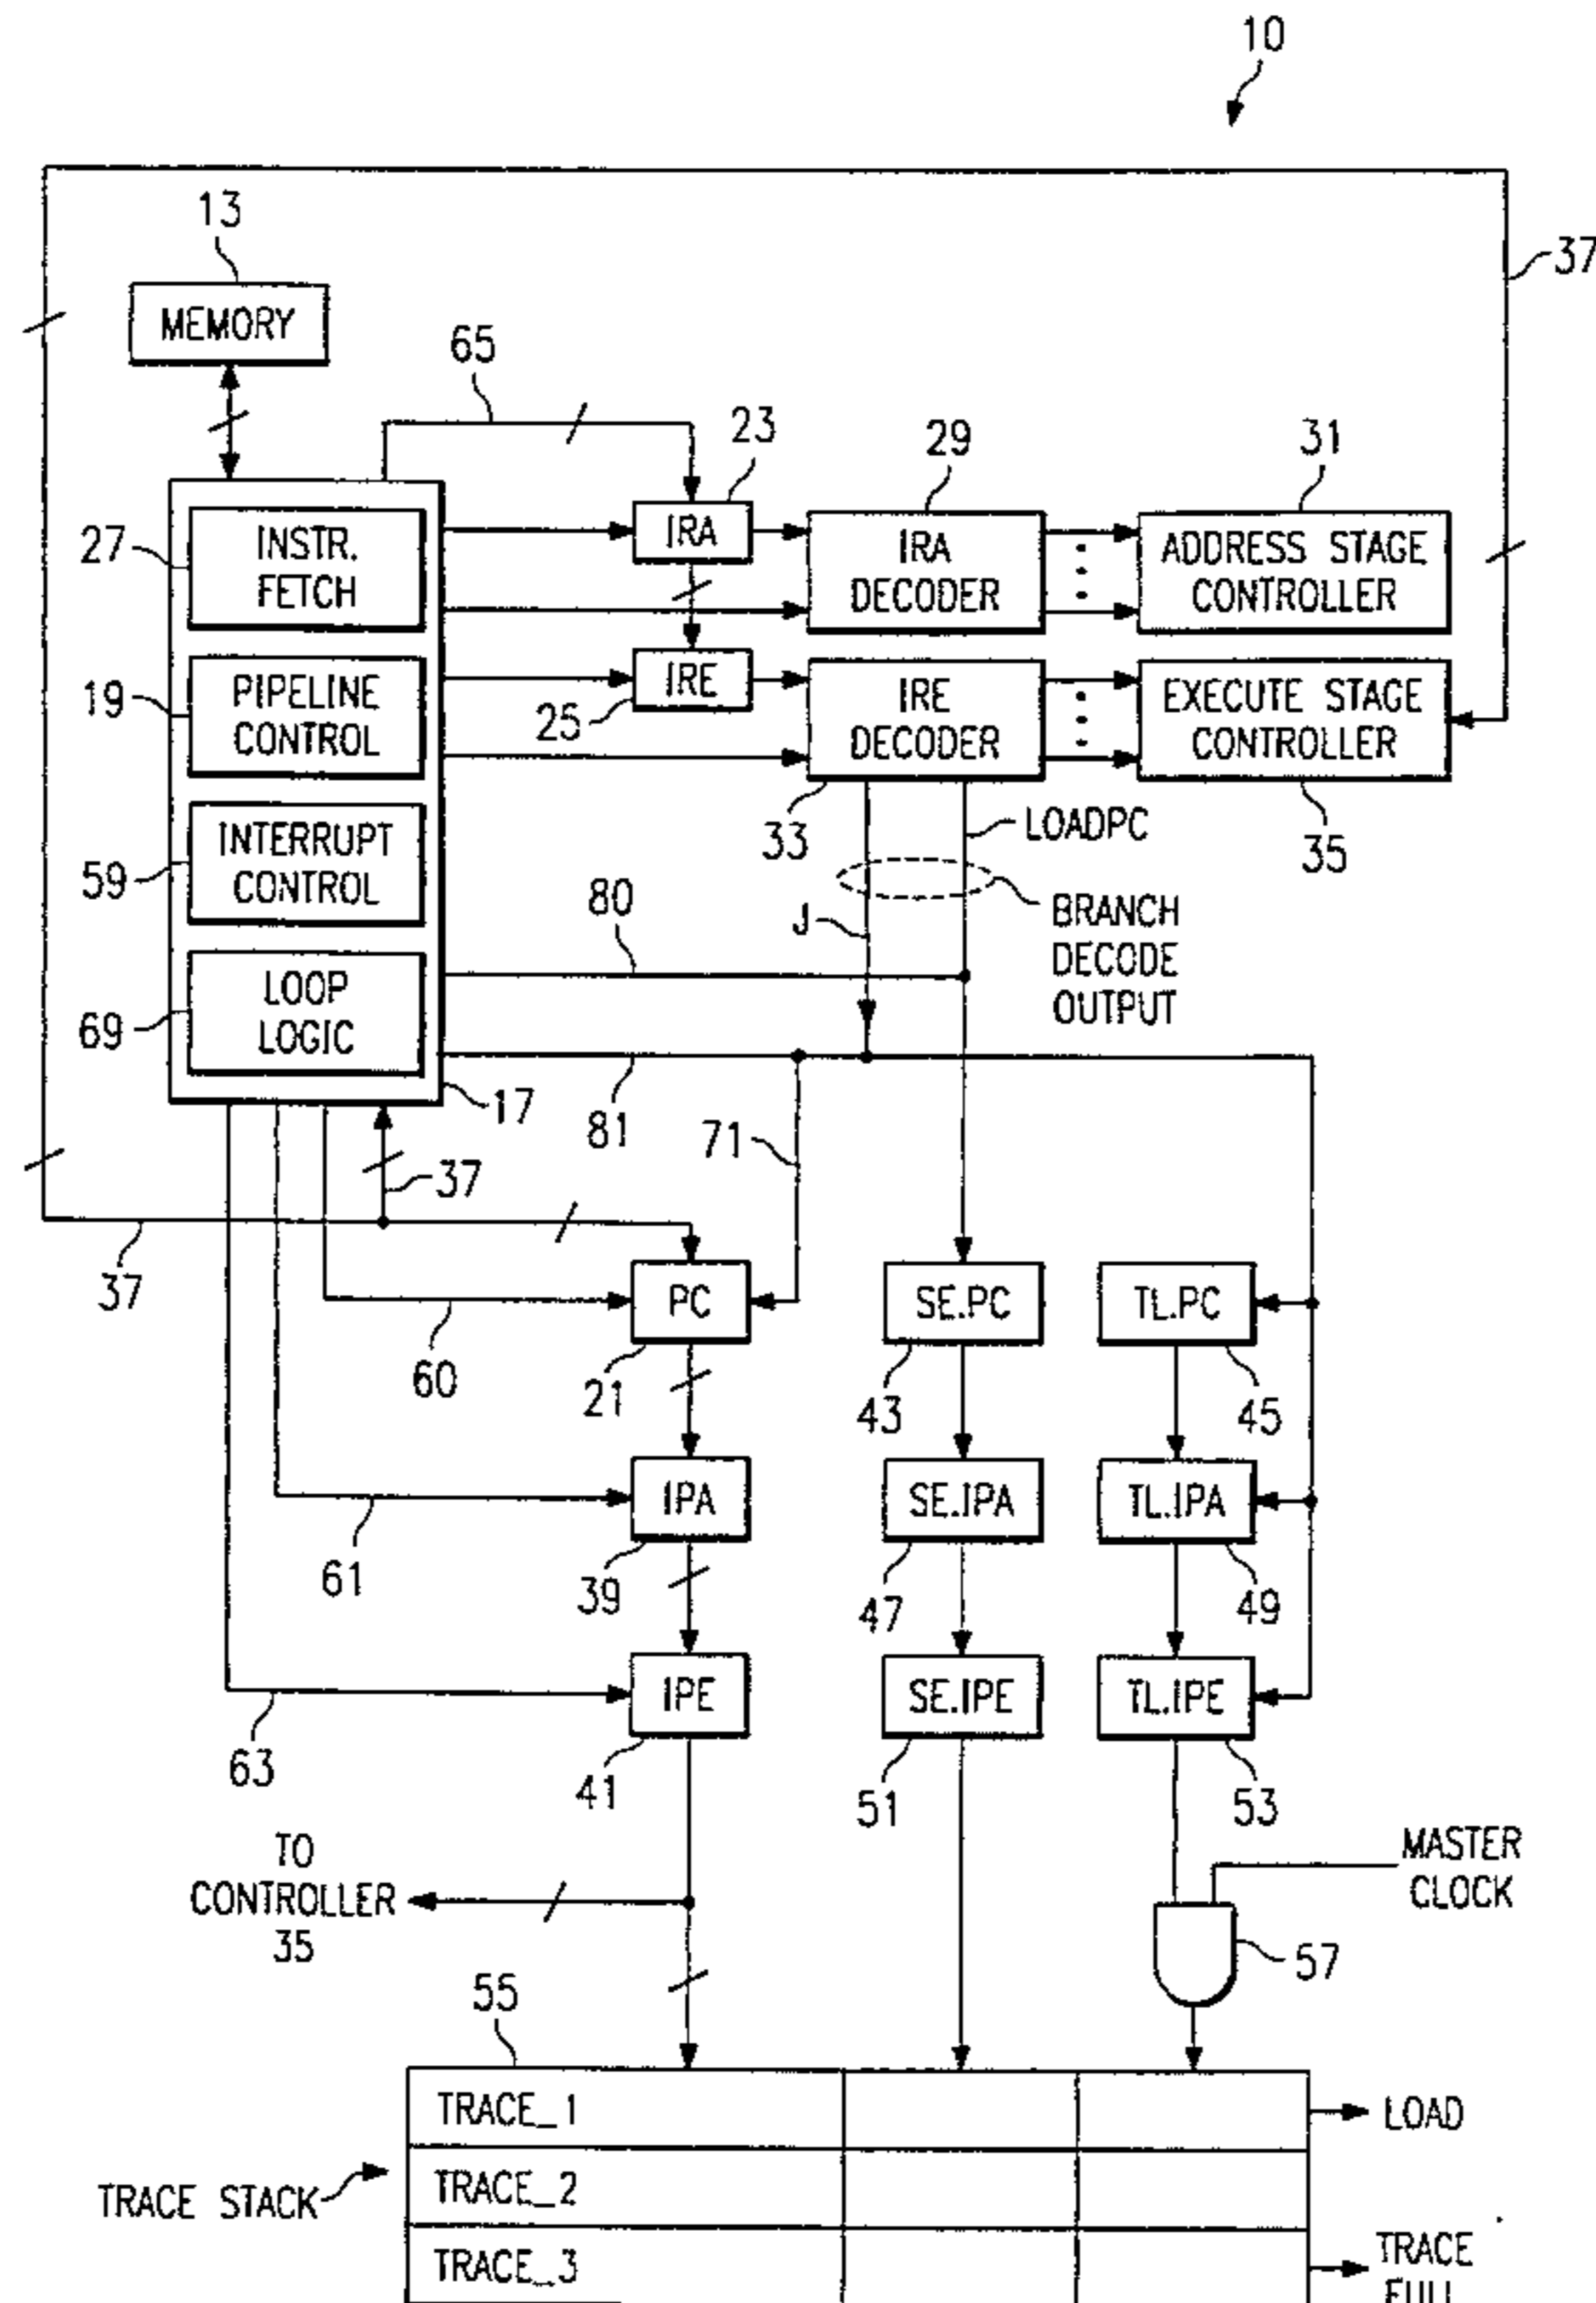 10
13
37
MEMORY
65
23
29
31
27
INSTR.
FETCH
IRA
IRA
DECODER
ADDRESS STAGE
CONTROLLER
19
PIPELINE
CONTROL
IRE
25
IRE
DECODER
EXECUTE STAGE
CONTROLLER
33
LOADPC
35
59
INTERRUPT
CONTROL
80
J
BRANCH
DECODE
OUTPUT
69
LOOP
LOGIC
17
81
71
37
37
PC
SE.PC
TL.PC
60
21
43
45
IPA
SE.IPA
TL.IPA
61
39
47
49
IPE
SE.IPE
TL.IPE
63
41
51
53
TO
CONTROLLER
35
MASTER
CLOCK
57
55
TRACE_1
LOAD
TRACE STACK
TRACE_2
TRACE_3
TRACE
FULL